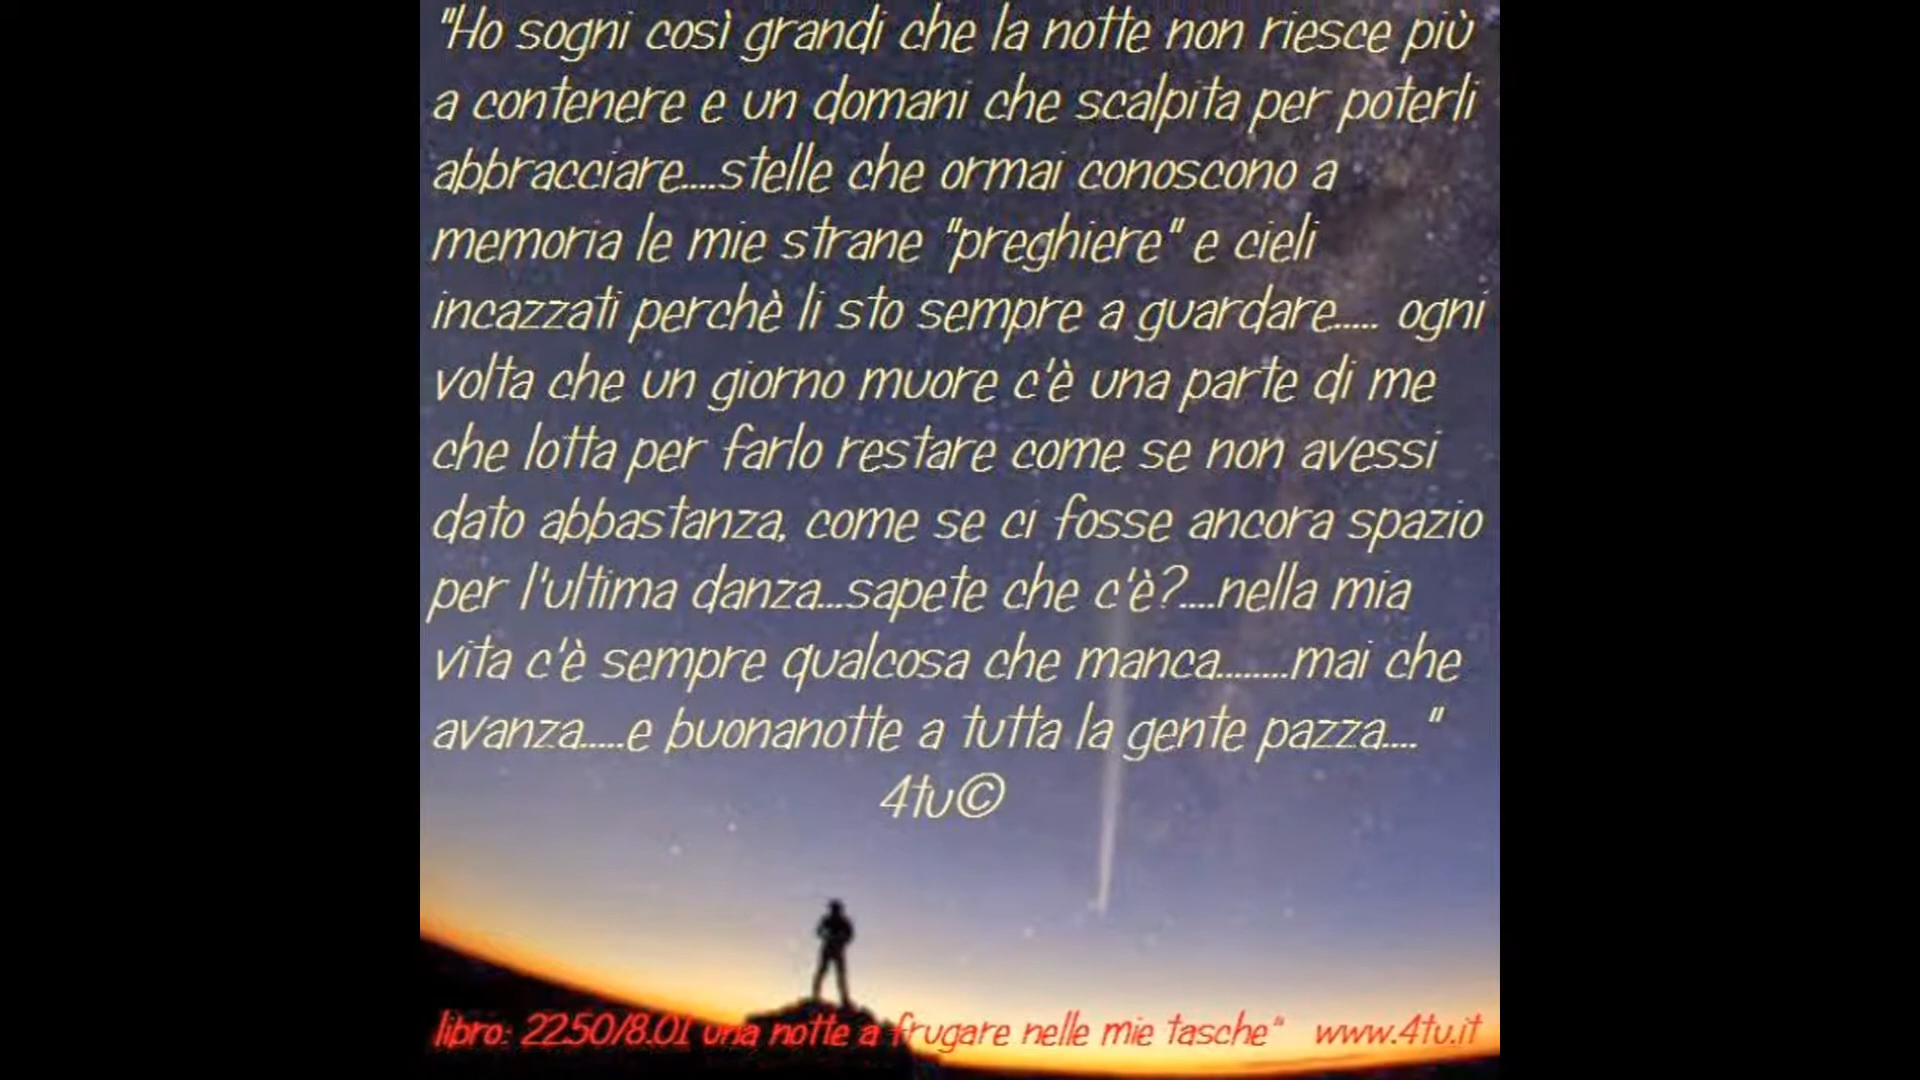 "Ho sogni così grandi che la notte non riesce più
a contenere e un domani che scalpita per poterli
abbracciare....stelle che ormai conoscono a
memoria le mie strane "preghiere" e cieli
incazzati perchè li sto sempre a guardare..... ogni
volta che un giorno muore c'è una parte di me
che lotta per farlo restare come se non avessi
dato abbastanza, come se ci fosse ancora spazio
per l'ultima danza...sapete che c'è?....nella mia
vita c'è sempre qualcosa che manca........mai che
avanza.....e buonanotte a tutta la gente pazza...."
4tu©
libro: 22.50/8.01 una notte a frugare nelle mie tasche" www.4tu.it